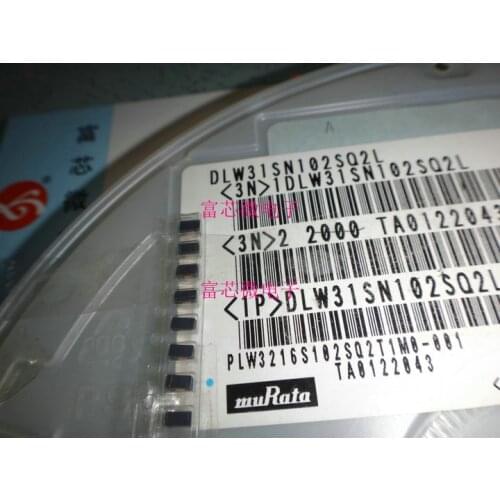 A
DLW31SN102SQ2L
<3N>1DLW31SN102SQ2L
富芯微电子
<3N>2 2000 TA0122043
富芯微电子
<1P>DLW31SN102SQ2L
PLW3216S102SQ2T1M0-001
TA0122043
muRata
富芯微